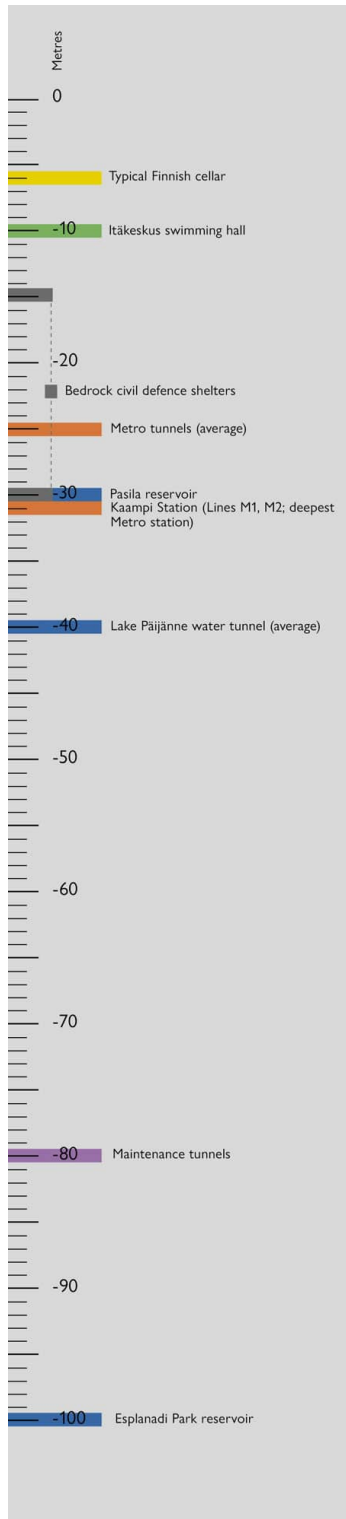 Metres
0
Typical Finnish cellar
-10
Itäkeskus swimming hall
-20
Bedrock civil defence shelters
Metro tunnels (average)
-30
Pasila reservoir
Kaampi Station (Lines M1, M2; deepest
Metro station)
-40
Lake Päijänne water tunnel (average)
-50
-60
-70
-80
Maintenance tunnels
-90
-100
Esplanadi Park reservoir